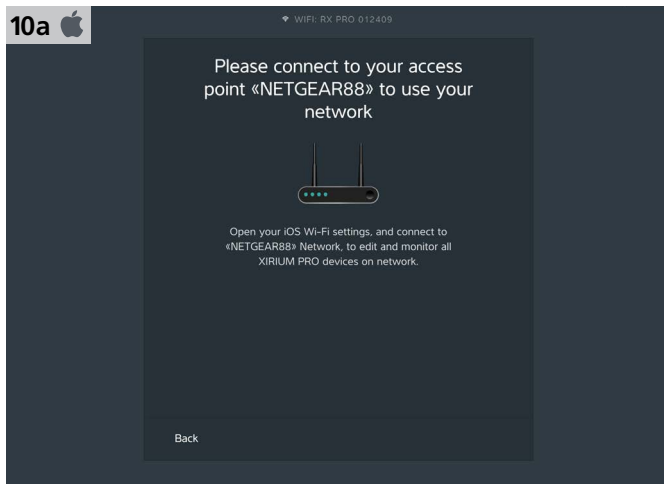 10a
WIFI: RX PRO 012409
Please connect to your access
point «NETGEAR88» to use your
network
Open your iOS Wi-Fi settings, and connect to
«NETGEAR88» Network, to edit and monitor all
XIRIUM PRO devices on network.
Back